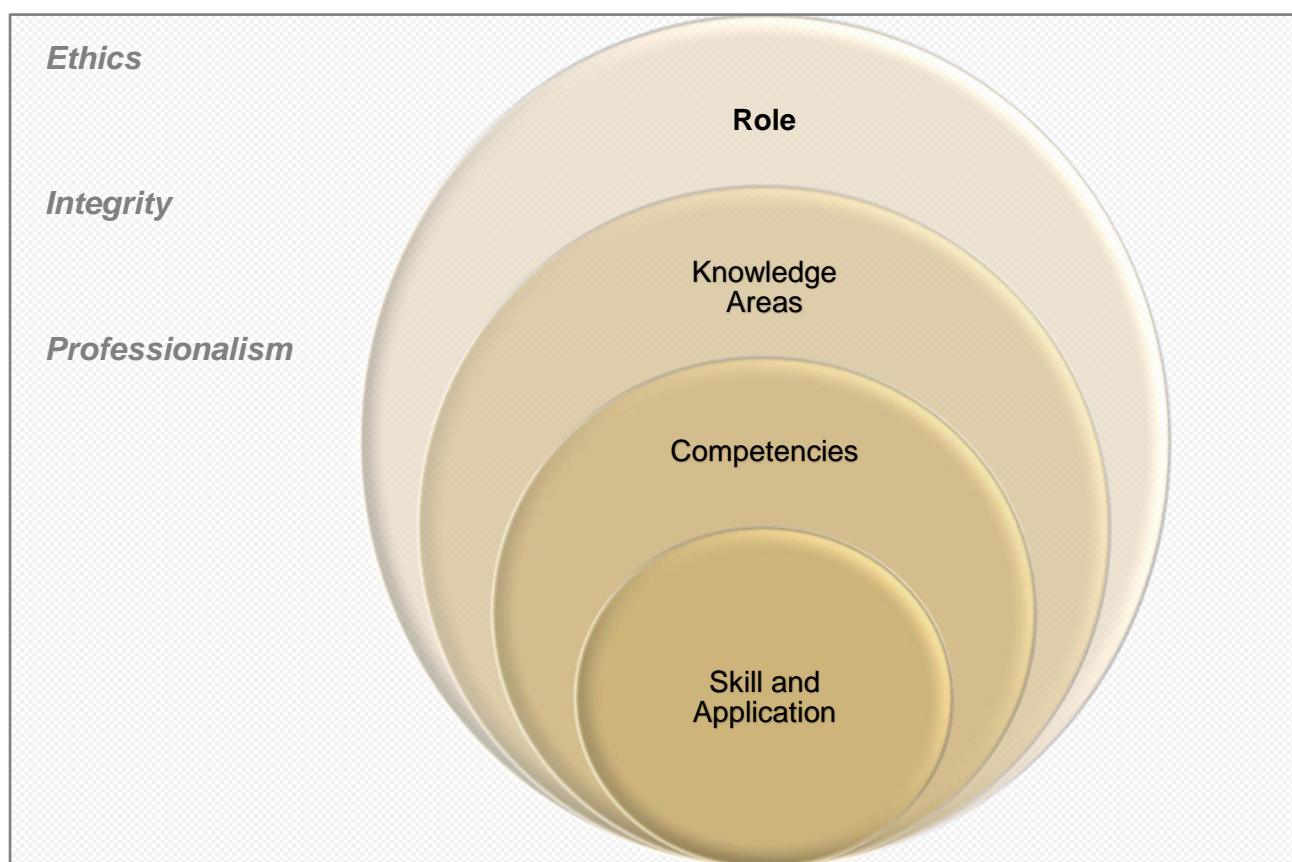 Ethics
Role
Integrity
Knowledge
Areas
Professionalism
Competencies
Skill and
Application